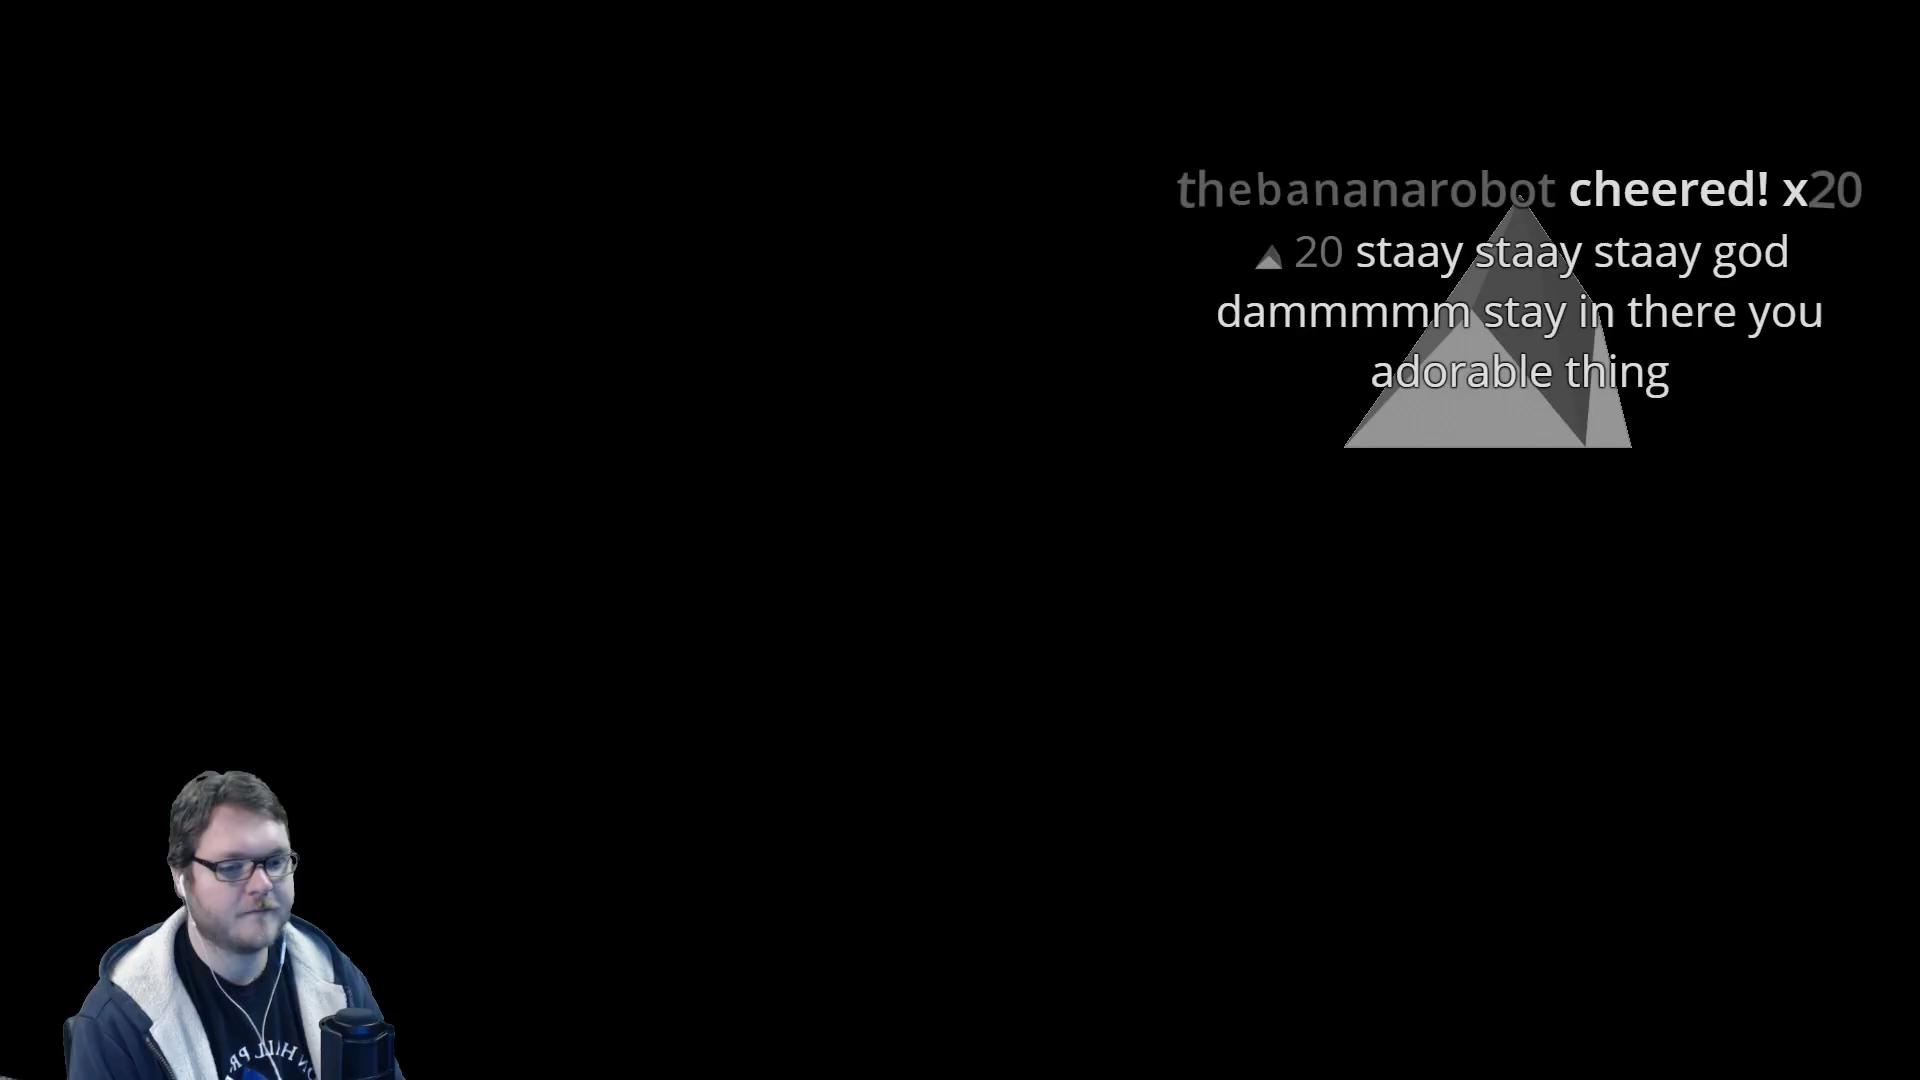 thebananarobot cheered! x20
20 staay staay staay god
dammmmm stay in there you
adorable thing